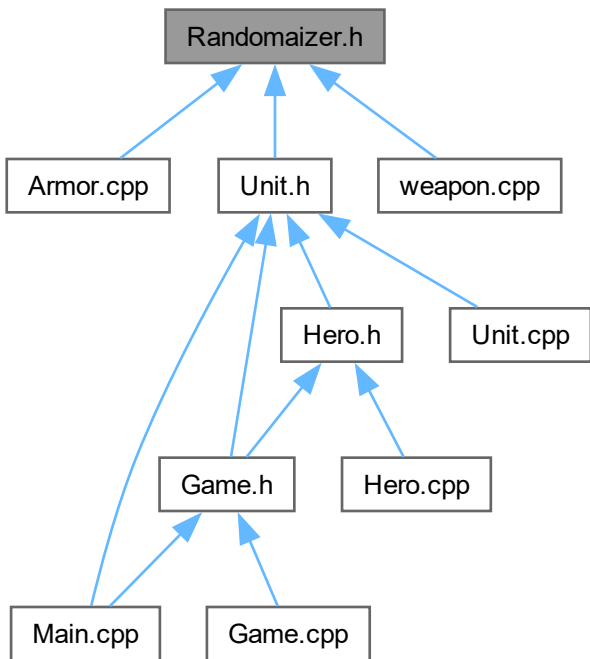 Randomaizer.h
Armor.cpp
Unit.h
weapon.cpp
Hero.h
Unit.cpp
Game.h
Hero.cpp
Main.cpp
Game.cpp